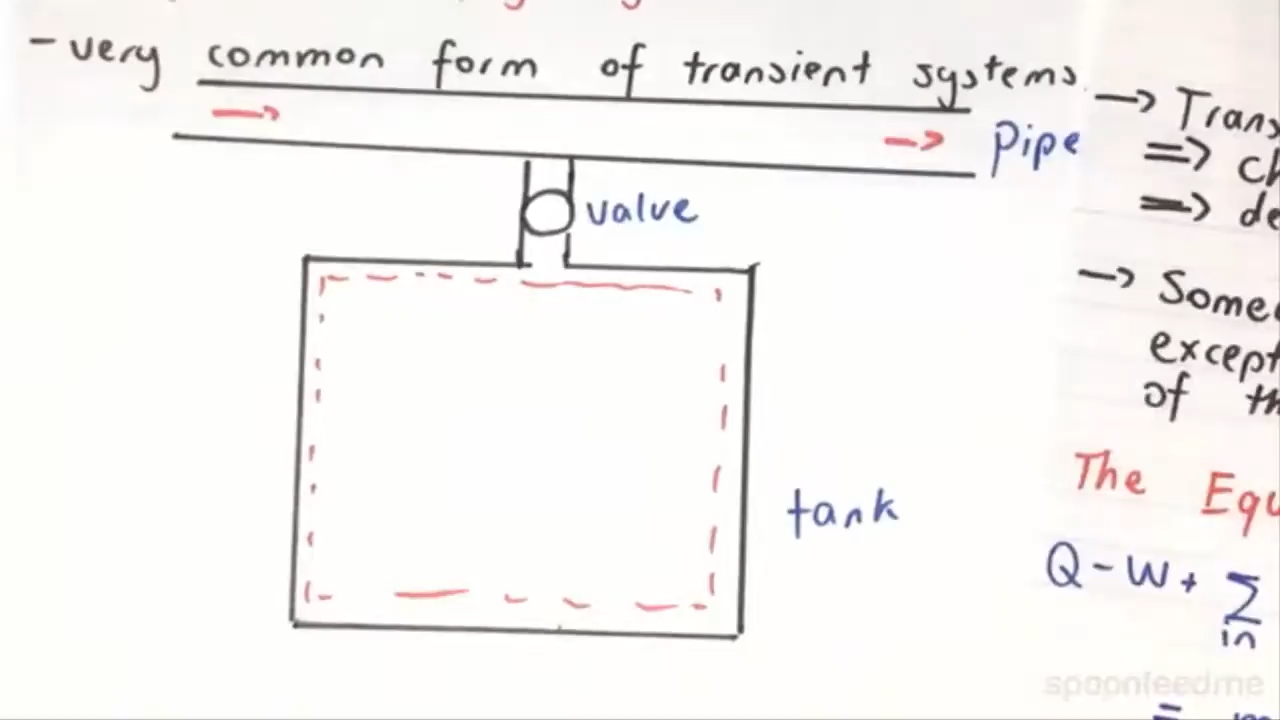 -very common form of transient systems.
pipe
valve
tank
→ Trans
⇒ ch
⇒ de
→ Some
except
of th
The Equ
Q - W + Σ
in
=
spoonfeedme